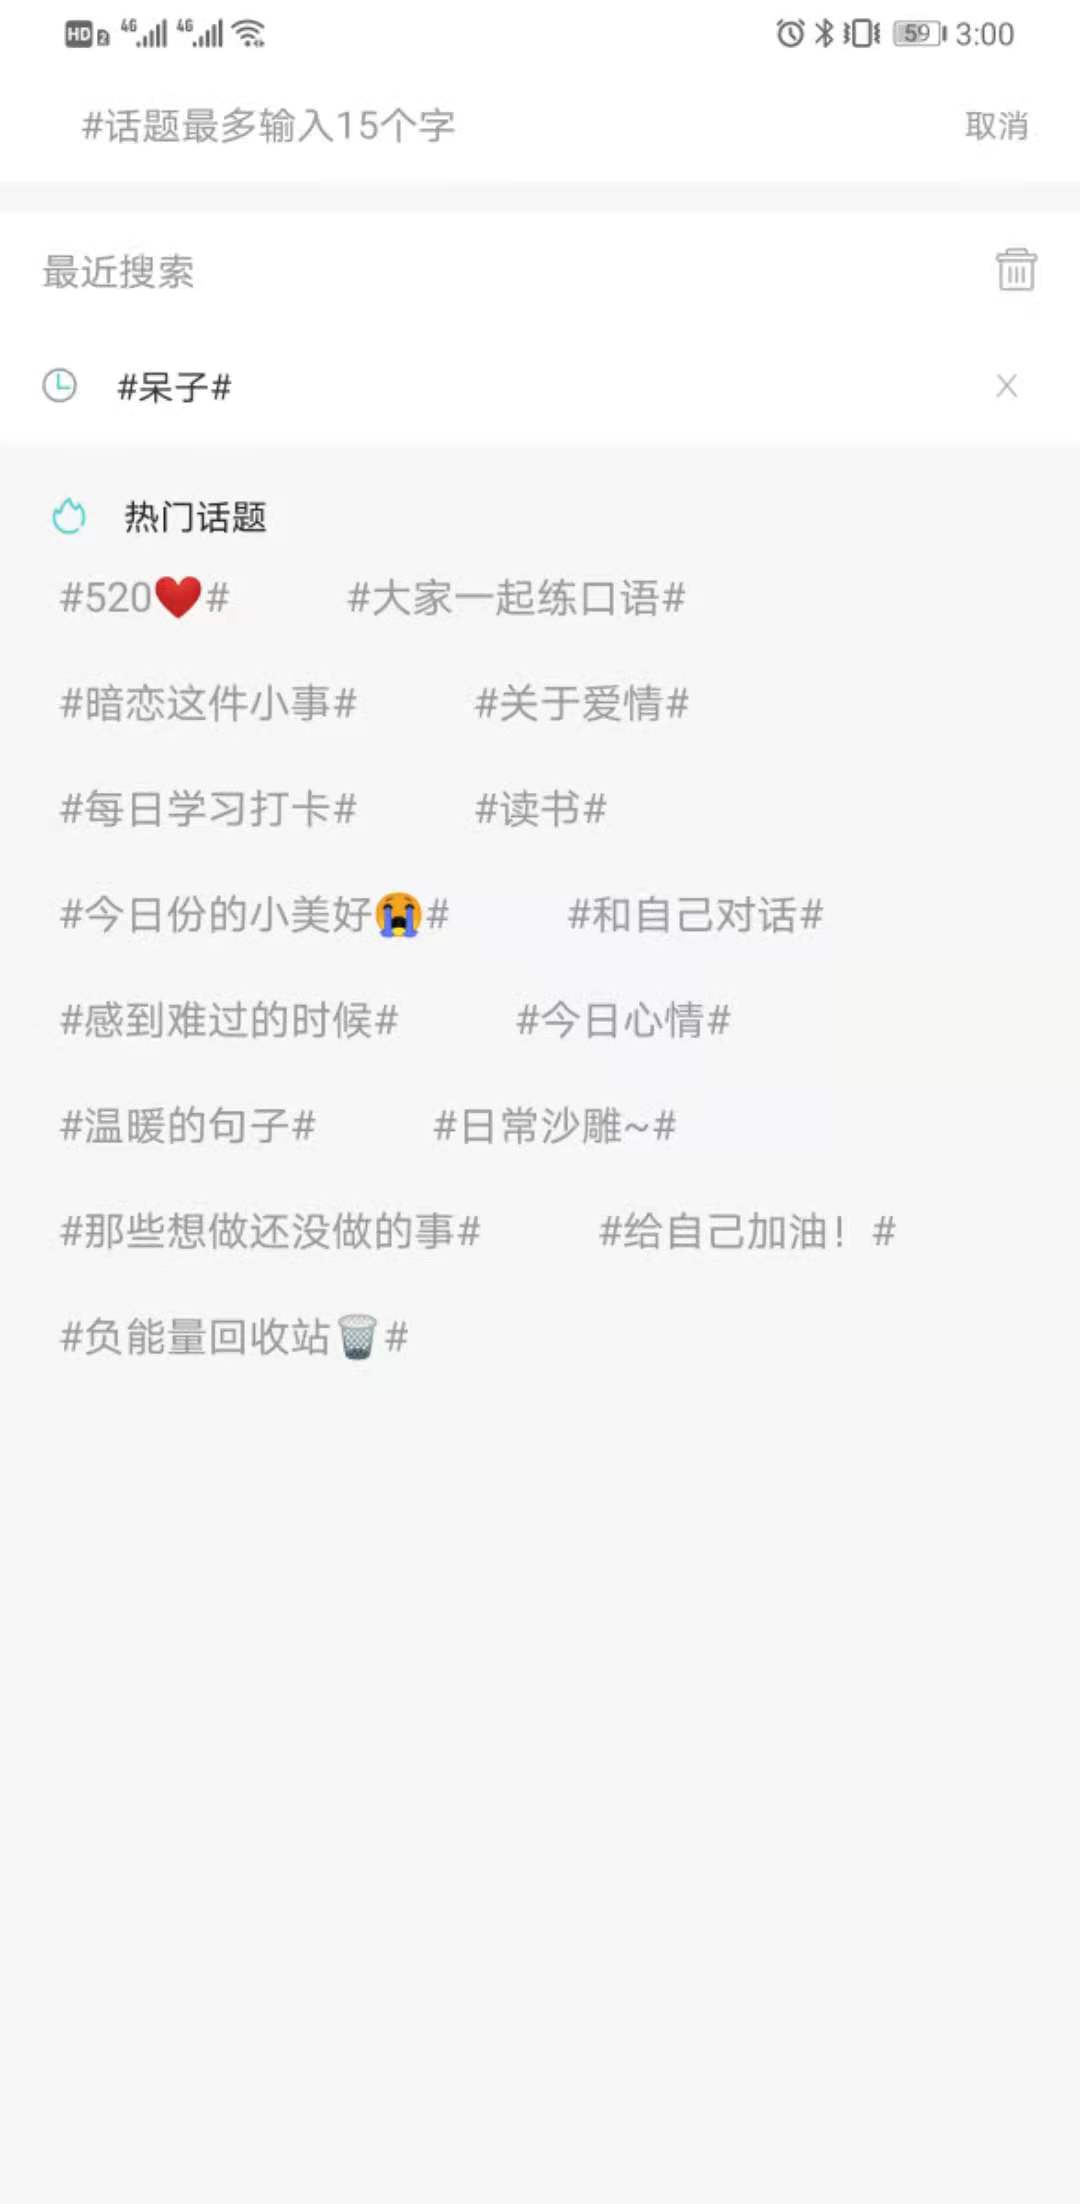 HD 2 4G 4G 59 3:00
#话题最多输入15个字 取消
最近搜索
#呆子#
热门话题
#520❤️# #大家一起练口语#
#暗恋这件小事# #关于爱情#
#每日学习打卡# #读书#
#今日份的小美好😭# #和自己对话#
#感到难过的时候# #今日心情#
#温暖的句子# #日常沙雕~#
#那些想做还没做的事# #给自己加油！#
#负能量回收站🗑️#